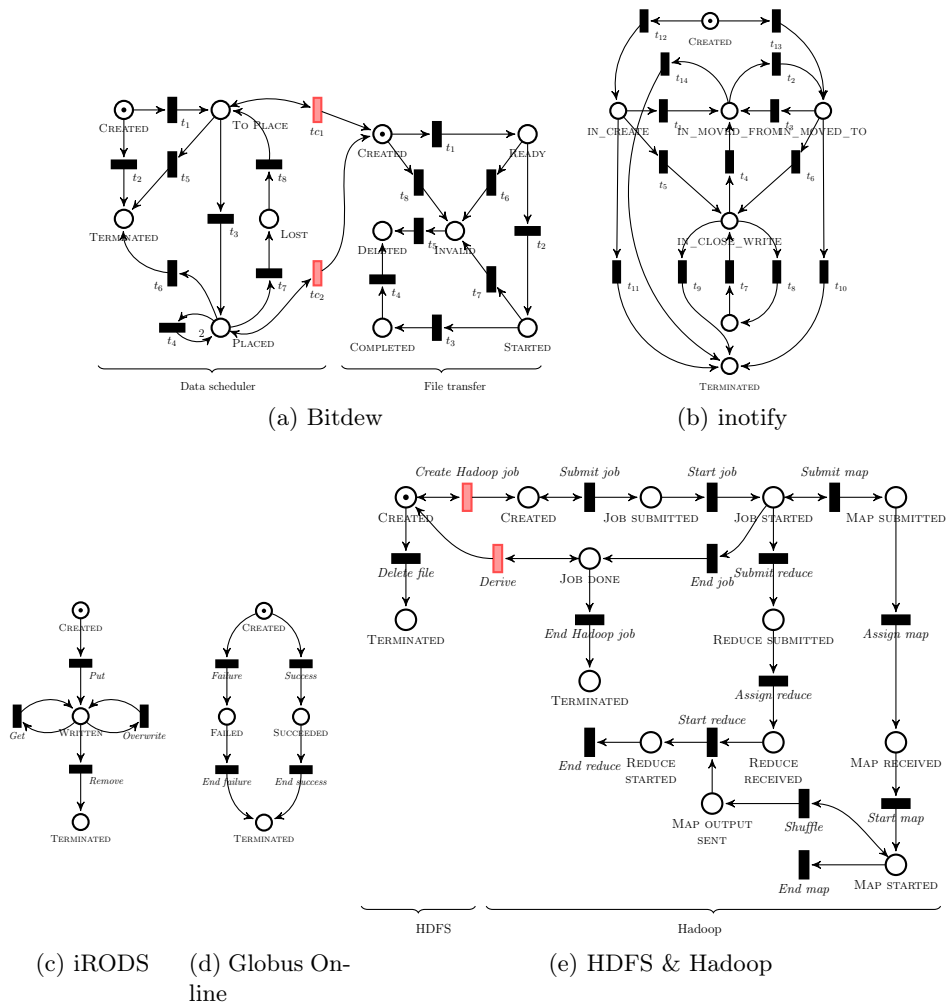 CREATED
t1
TO PLACE
tc1
t2
t5
t8
TERMINATED
t3
LOST
t6
t7
tc2
t4
2
PLACED
Data scheduler
CREATED
t1
READY
t8
t6
DELETED
t5
INVALID
t2
t4
t7
COMPLETED
t3
STARTED
File transfer
(a) Bitdew
t12
CREATED
t13
t14
t2
IN_CREATE
t1
IN_MOVED_FROM
t3
IN_MOVED_TO
t5
t4
t6
IN_CLOSE_WRITE
t11
t9
t7
t8
t10
TERMINATED
(b) inotify
CREATED
Put
Get
WRITTEN
Overwrite
Remove
TERMINATED
(c) iRODS
CREATED
Failure
Success
FAILED
SUCCEEDED
End failure
End success
TERMINATED
(d) Globus On-
line
Create Hadoop job
Submit job
Start job
Submit map
CREATED
CREATED
JOB SUBMITTED
JOB STARTED
MAP SUBMITTED
Delete file
Derive
JOB DONE
End job
Submit reduce
TERMINATED
End Hadoop job
REDUCE SUBMITTED
Assign map
TERMINATED
Assign reduce
Start reduce
End reduce
REDUCE
STARTED
REDUCE
RECEIVED
MAP RECEIVED
MAP OUTPUT
SENT
Shuffle
Start map
End map
MAP STARTED
HDFS
Hadoop
(e) HDFS & Hadoop